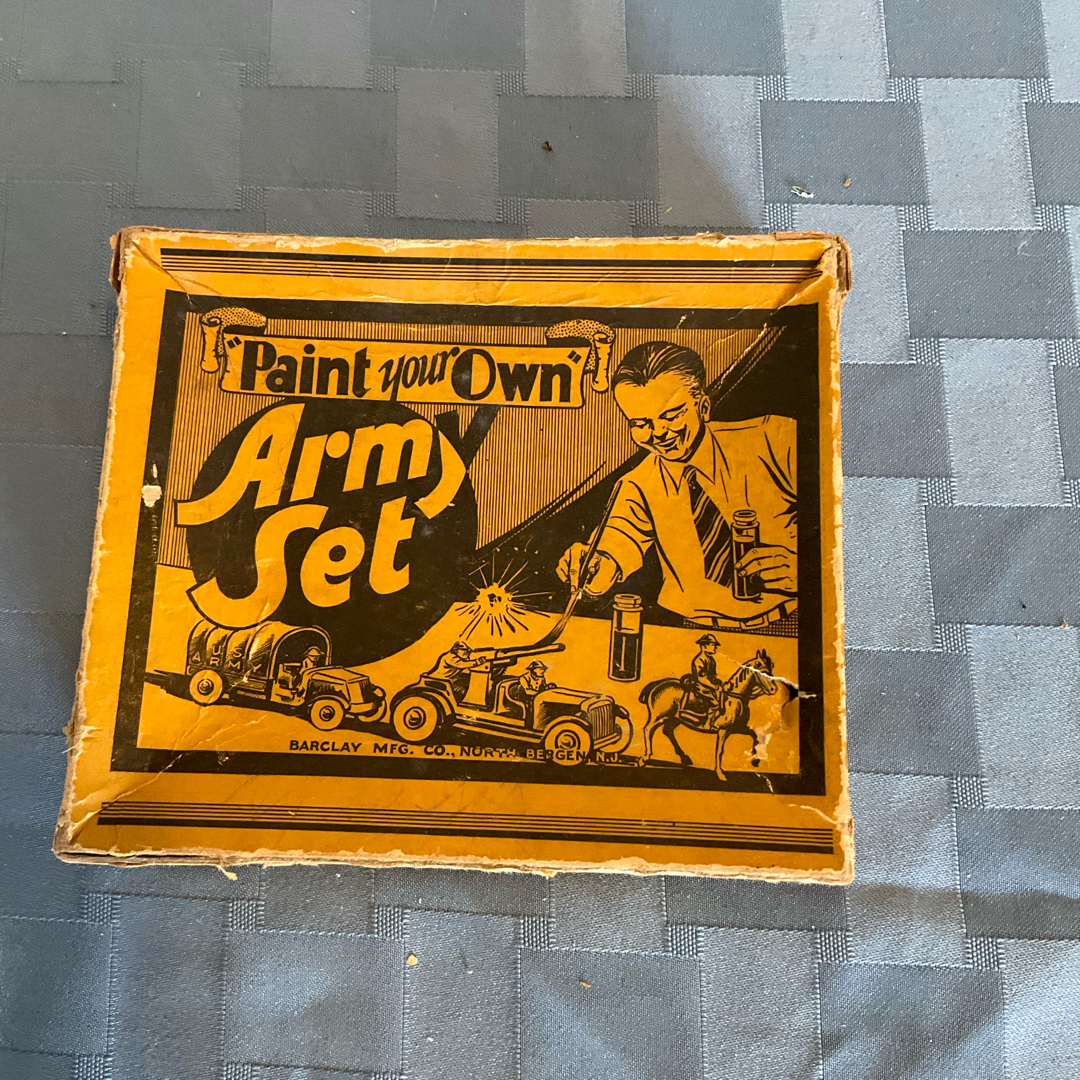 "Paint your Own"
Army
Set
U.S.
ARMY
BARCLAY MFG. CO., NORTH BERGEN, N.J.